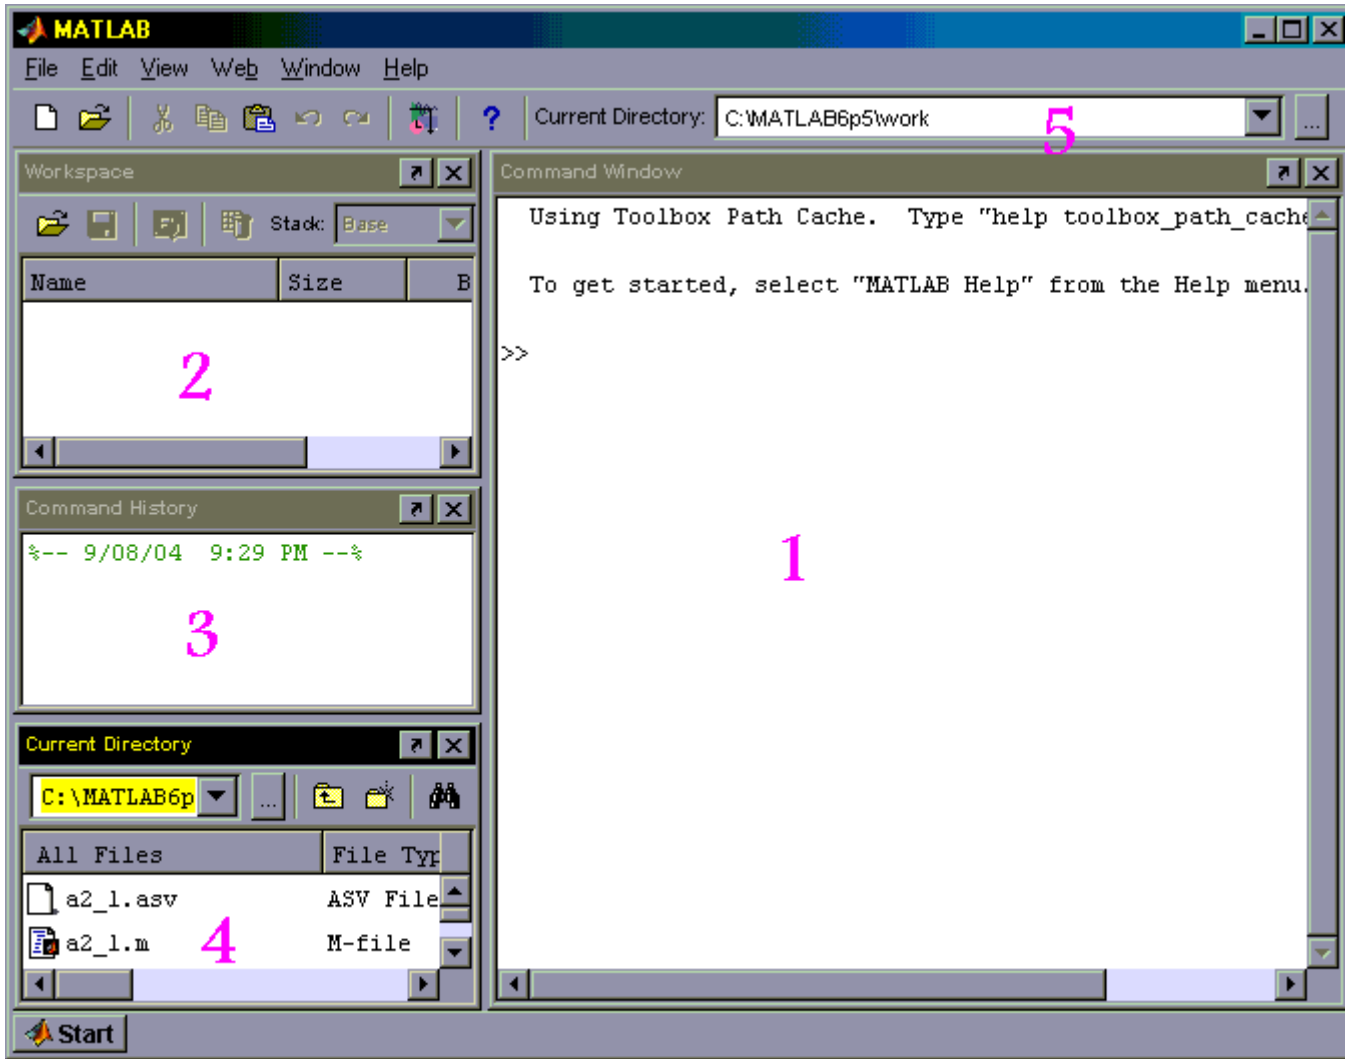 MATLAB
File Edit View Web Window Help
? Current Directory: C:\MATLAB6p5\work ...
5
Workspace
Stack: Base
Name Size B
2
Command History
%-- 9/08/04 9:29 PM --%
3
Current Directory
C:\MATLAB6p ...
All Files File Typ
a2_1.asv ASV File
a2_1.m M-file
4
Command Window
Using Toolbox Path Cache. Type "help toolbox_path_cache
To get started, select "MATLAB Help" from the Help menu.
>>
1
Start